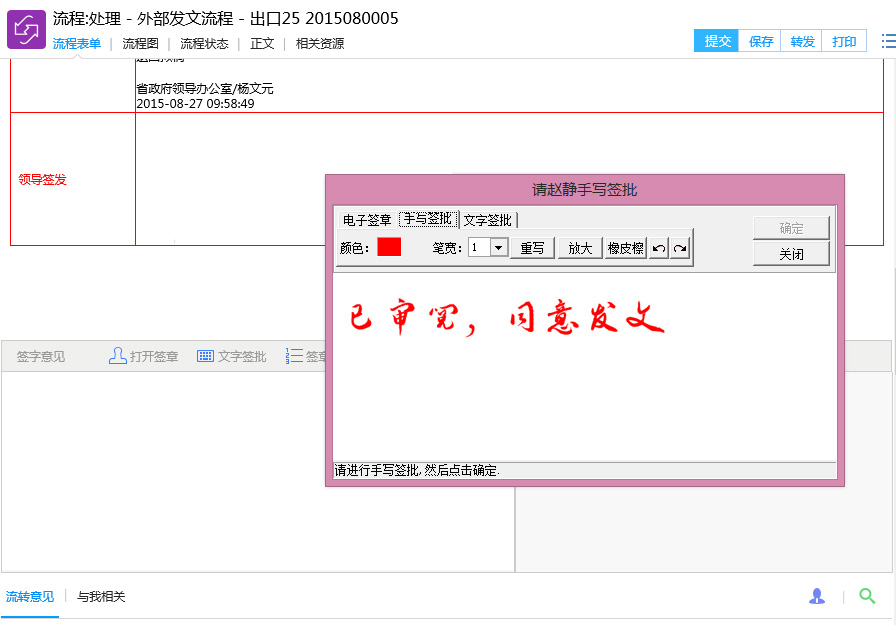 流程:处理 - 外部发文流程 - 出口25 2015080005
流程表单 | 流程图 | 流程状态 | 正文 | 相关资源
提交 保存 转发 打印
省政府领导办公室/杨文元
2015-08-27 09:58:49
领导签发
请赵静手写签批
电子签章 手写签批 文字签批
确定
颜色： 笔宽： 1 重写 放大 橡皮檫
关闭
已审览，同意发文
签字意见 打开签章 文字签批 签章
请进行手写签批, 然后点击确定.
流转意见 | 与我相关